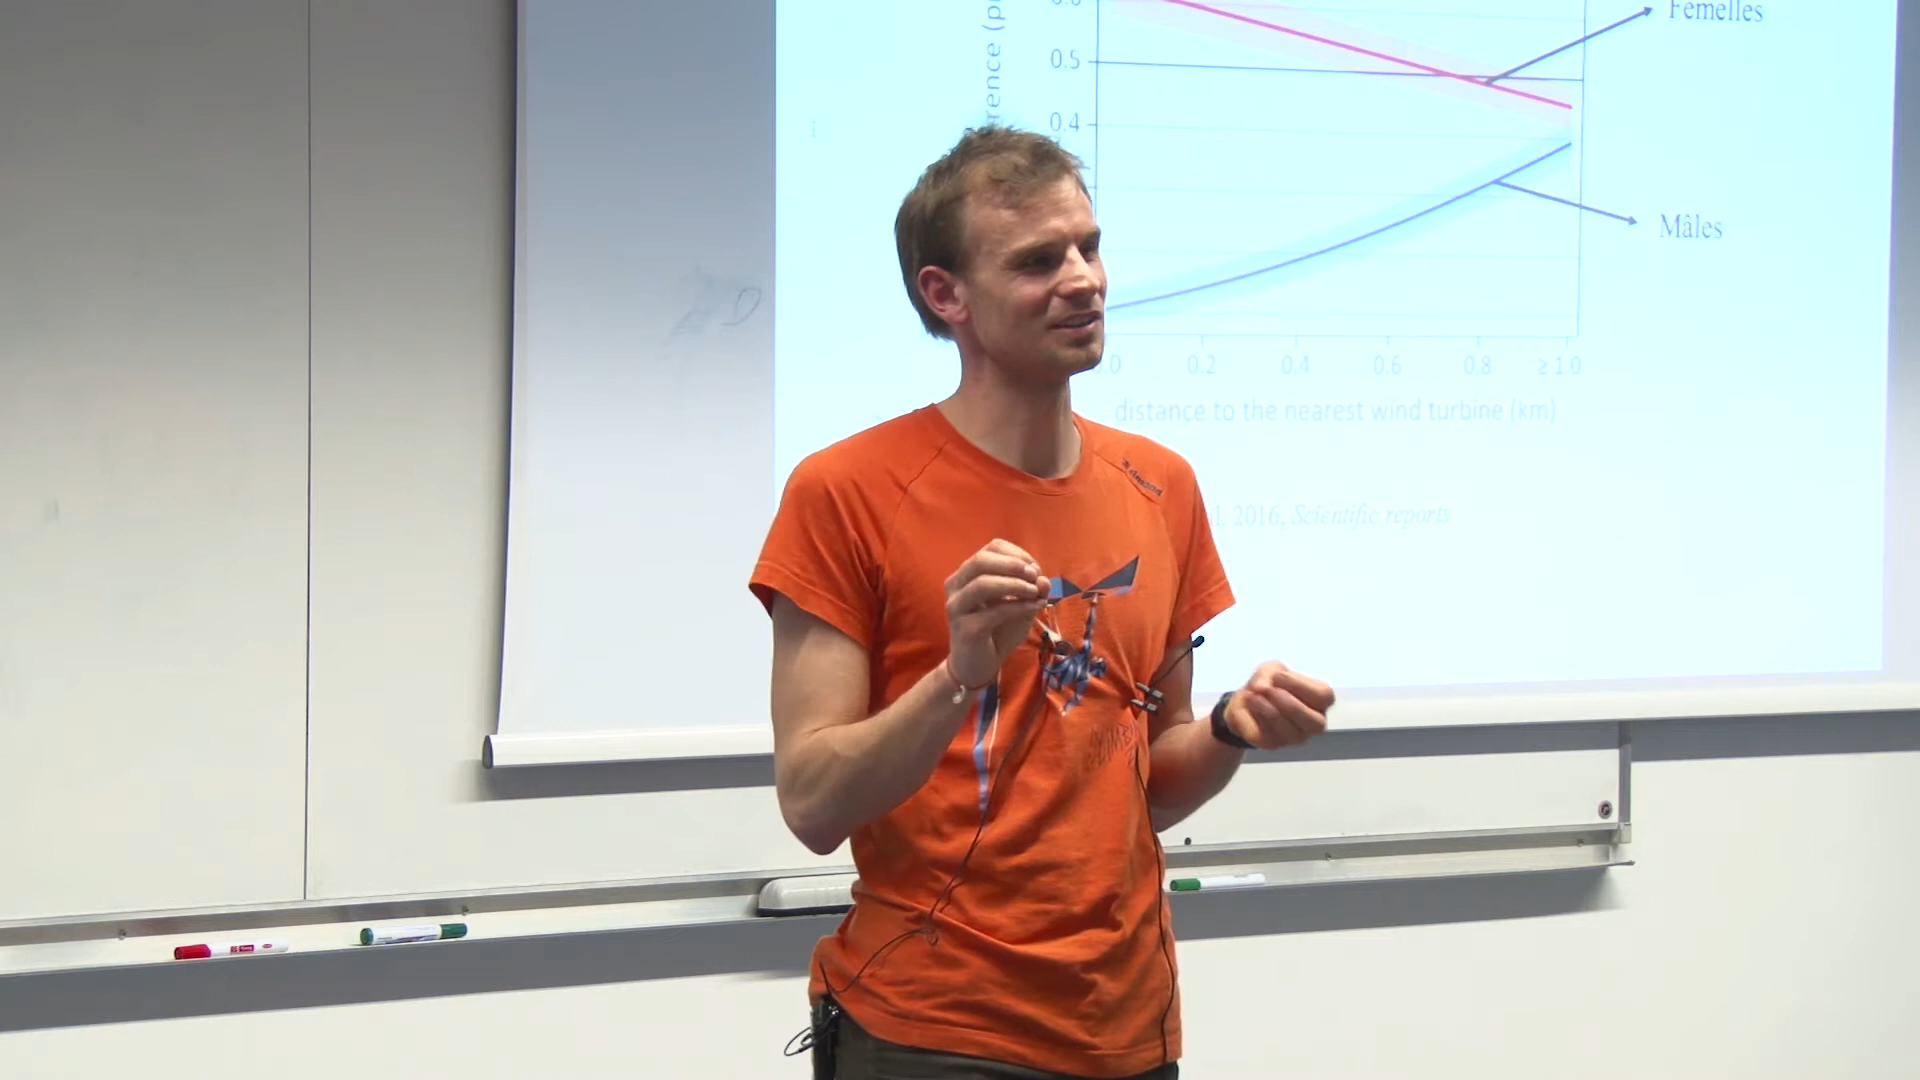 Femelles
0.5
0.4
Mâles
0.2 0.4 0.6 0.8 ≥ 1.0
distance to the nearest wind turbine (km)
2016, Scientific reports